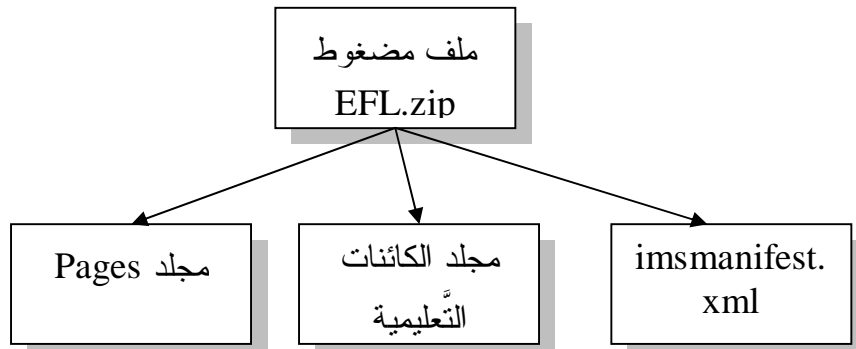 ملف مضغوط
EFL.zip
مجلد Pages
مجلد الكائنات
التَّعليمية
imsmanifest.
xml